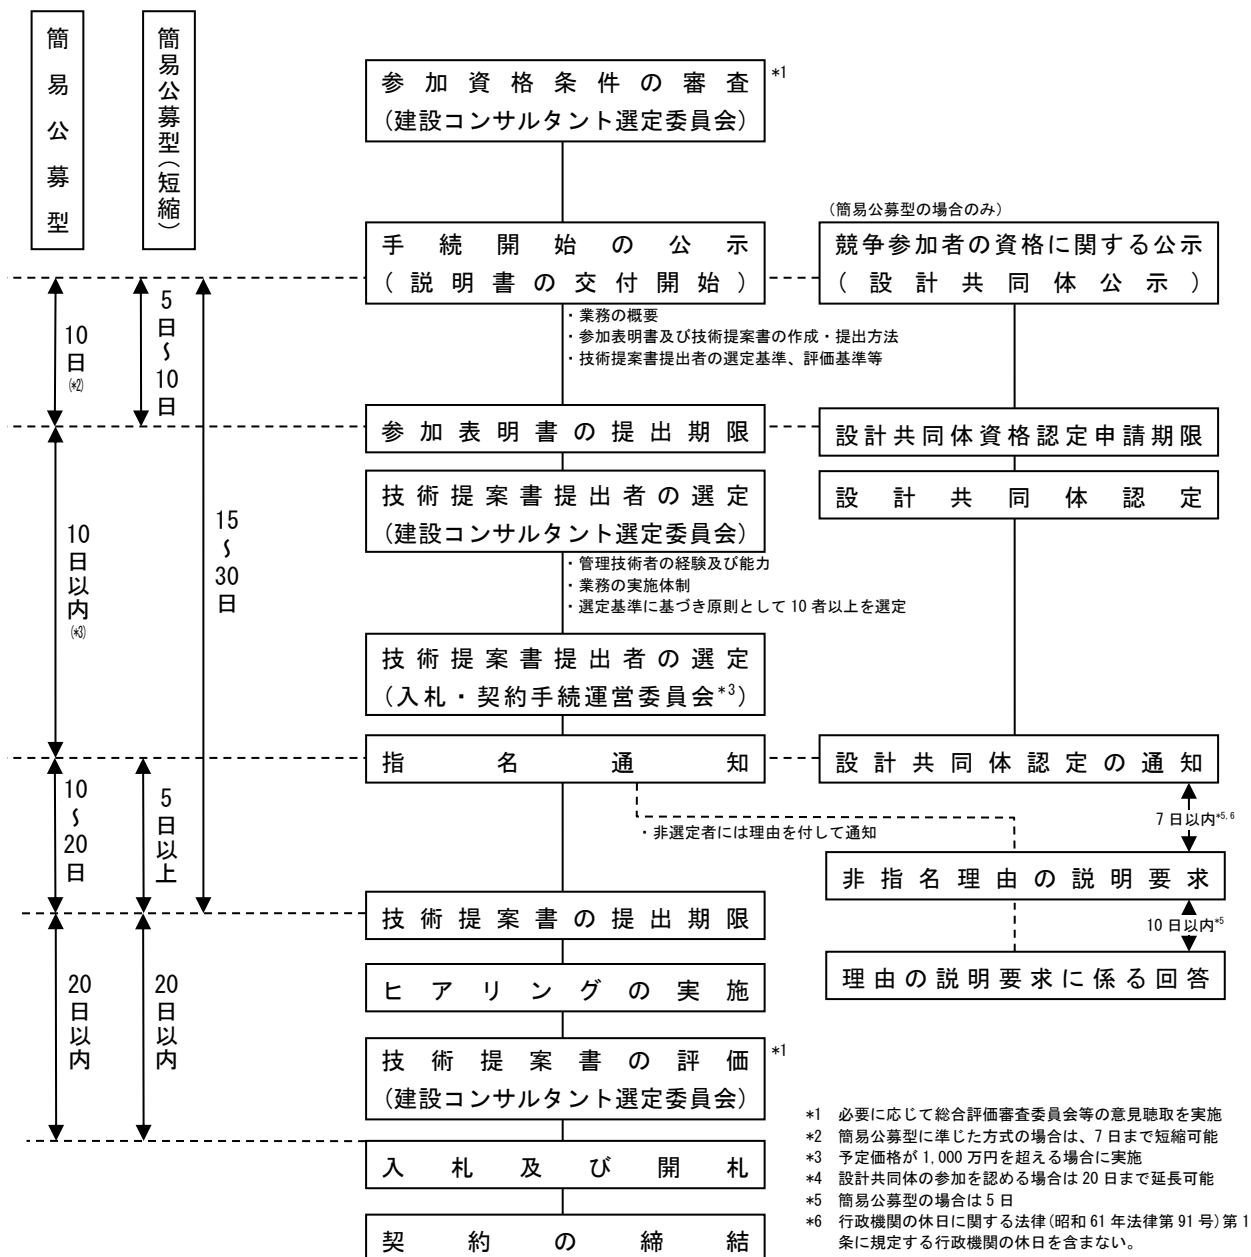 簡易公募型
簡易公募型(短縮)
参加資格条件の審査 *1
(建設コンサルタント選定委員会)
(簡易公募型の場合のみ)
手続開始の公示
(説明書の交付開始)
競争参加者の資格に関する公示
(設計共同体公示)
・業務の概要
・参加表明書及び技術提案書の作成・提出方法
・技術提案書提出者の選定基準、評価基準等
10日(*2)
5日~10日
参加表明書の提出期限
設計共同体資格認定申請期限
技術提案書提出者の選定
(建設コンサルタント選定委員会)
設計共同体認定
・管理技術者の経験及び能力
・業務の実施体制
・選定基準に基づき原則として10者以上を選定
10日以内(*3)
15~30日
技術提案書提出者の選定
(入札・契約手続運営委員会*3)
指名通知
設計共同体認定の通知
・非選定者には理由を付して通知
7日以内*5,6
10~20日
5日以上
非指名理由の説明要求
技術提案書の提出期限
10日以内*5
理由の説明要求に係る回答
ヒアリングの実施
20日以内
20日以内
技術提案書の評価 *1
(建設コンサルタント選定委員会)
入札及び開札
契約の締結
*1 必要に応じて総合評価審査委員会等の意見聴取を実施
*2 簡易公募型に準じた方式の場合は、7日まで短縮可能
*3 予定価格が1,000万円を超える場合に実施
*4 設計共同体の参加を認める場合は20日まで延長可能
*5 簡易公募型の場合は5日
*6 行政機関の休日に関する法律(昭和61年法律第91号)第1
条に規定する行政機関の休日を含まない。